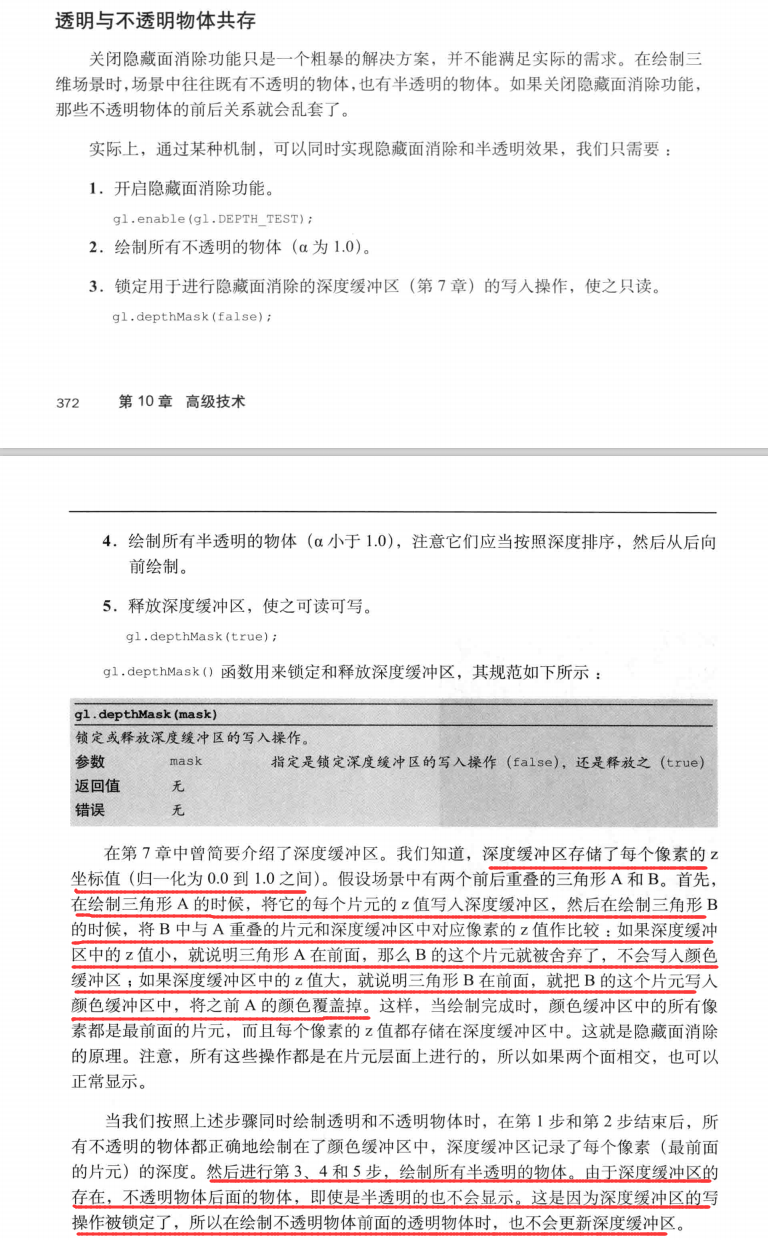 透明与不透明物体共存
关闭隐藏面消除功能只是一个粗暴的解决方案，并不能满足实际的需求。在绘制三
维场景时，场景中往往既有不透明的物体，也有半透明的物体。如果关闭隐藏面消除功能，
那些不透明物体的前后关系就会乱套了。
实际上，通过某种机制，可以同时实现隐藏面消除和半透明效果，我们只需要：
1．开启隐藏面消除功能。
gl.enable(gl.DEPTH_TEST);
2．绘制所有不透明的物体（α 为 1.0）。
3．锁定用于进行隐藏面消除的深度缓冲区（第 7 章）的写入操作，使之只读。
gl.depthMask(false);
372 第 10 章 高级技术
4．绘制所有半透明的物体（α 小于 1.0），注意它们应当按照深度排序，然后从后向
前绘制。
5．释放深度缓冲区，使之可读可写。
gl.depthMask(true);
gl.depthMask() 函数用来锁定和释放深度缓冲区，其规范如下所示：
gl.depthMask(mask)
锁定或释放深度缓冲区的写入操作。
参数 mask 指定是锁定深度缓冲区的写入操作（false），还是释放之（true）
返回值 无
错误 无
在第 7 章中曾简要介绍了深度缓冲区。我们知道，深度缓冲区存储了每个像素的 z
坐标值（归一化为 0.0 到 1.0 之间）。假设场景中有两个前后重叠的三角形 A 和 B。首先，
在绘制三角形 A 的时候，将它的每个片元的 z 值写入深度缓冲区，然后在绘制三角形 B
的时候，将 B 中与 A 重叠的片元和深度缓冲区中对应像素的 z 值作比较：如果深度缓冲
区中的 z 值小，就说明三角形 A 在前面，那么 B 的这个片元就被舍弃了，不会写入颜色
缓冲区；如果深度缓冲区中的 z 值大，就说明三角形 B 在前面，就把 B 的这个片元写入
颜色缓冲区中，将之前 A 的颜色覆盖掉。这样，当绘制完成时，颜色缓冲区中的所有像
素都是最前面的片元，而且每个像素的 z 值都存储在深度缓冲区中。这就是隐藏面消除
的原理。注意，所有这些操作都是在片元层面上进行的，所以如果两个面相交，也可以
正常显示。
当我们按照上述步骤同时绘制透明和不透明物体时，在第 1 步和第 2 步结束后，所
有不透明的物体都正确地绘制在了颜色缓冲区中，深度缓冲区记录了每个像素（最前面
的片元）的深度。然后进行第 3、4 和 5 步，绘制所有半透明的物体。由于深度缓冲区的
存在，不透明物体后面的物体，即使是半透明的也不会显示。这是因为深度缓冲区的写
操作被锁定了，所以在绘制不透明物体前面的透明物体时，也不会更新深度缓冲区。